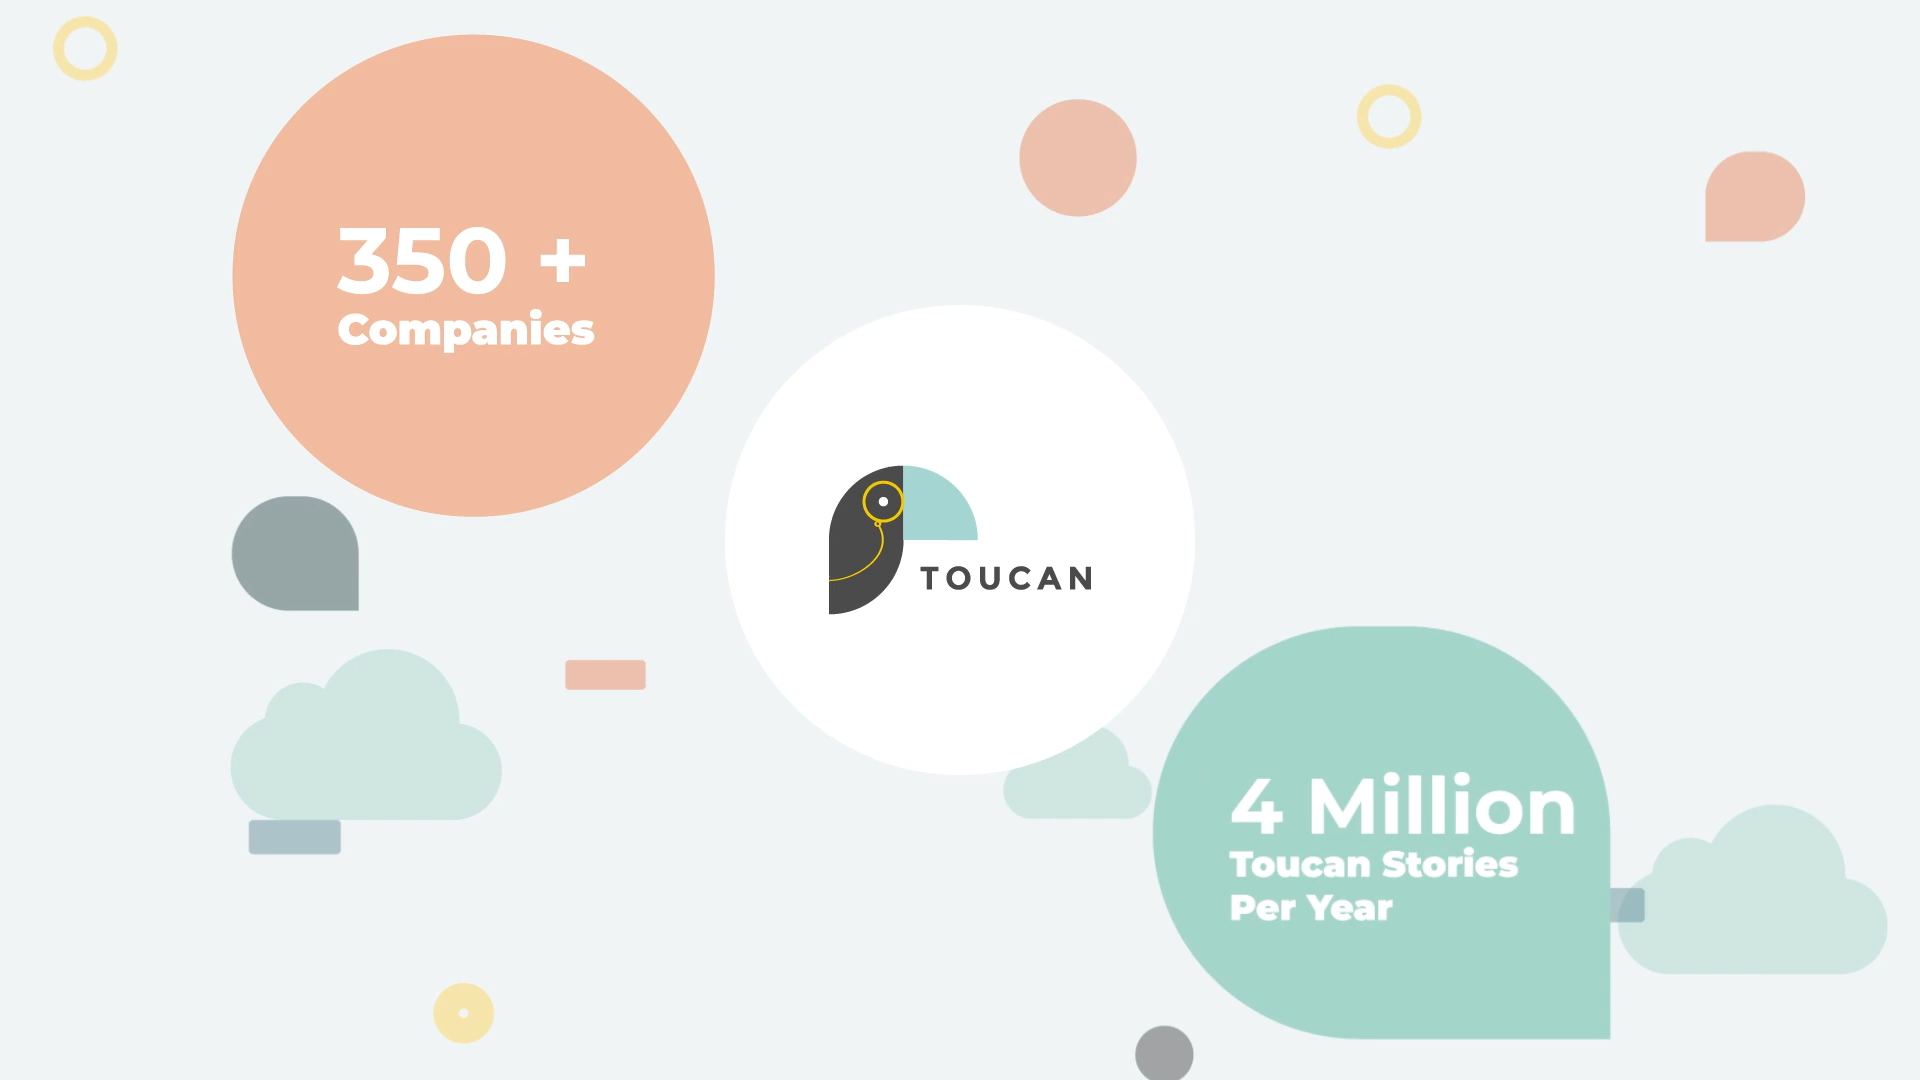 350 +
Companies
TOUCAN
4 Million
Toucan Stories
Per Year